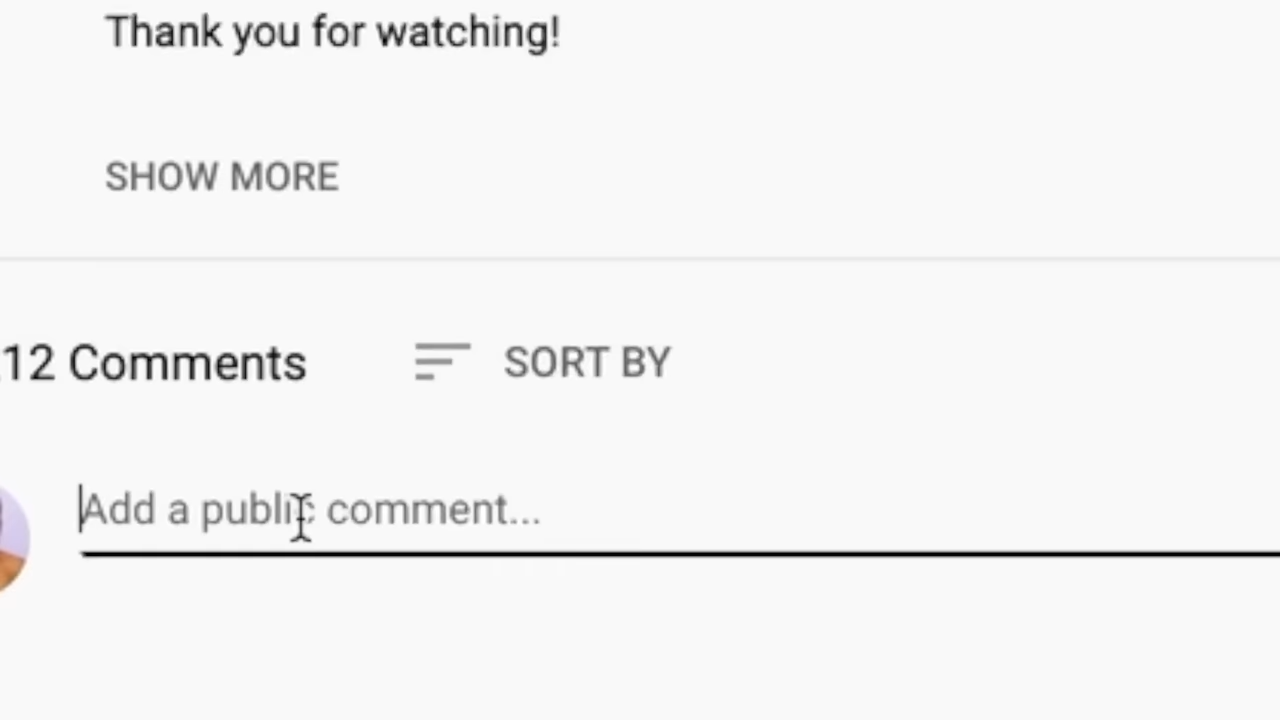 Thank you for watching!
SHOW MORE
12 Comments
SORT BY
Add a public comment...